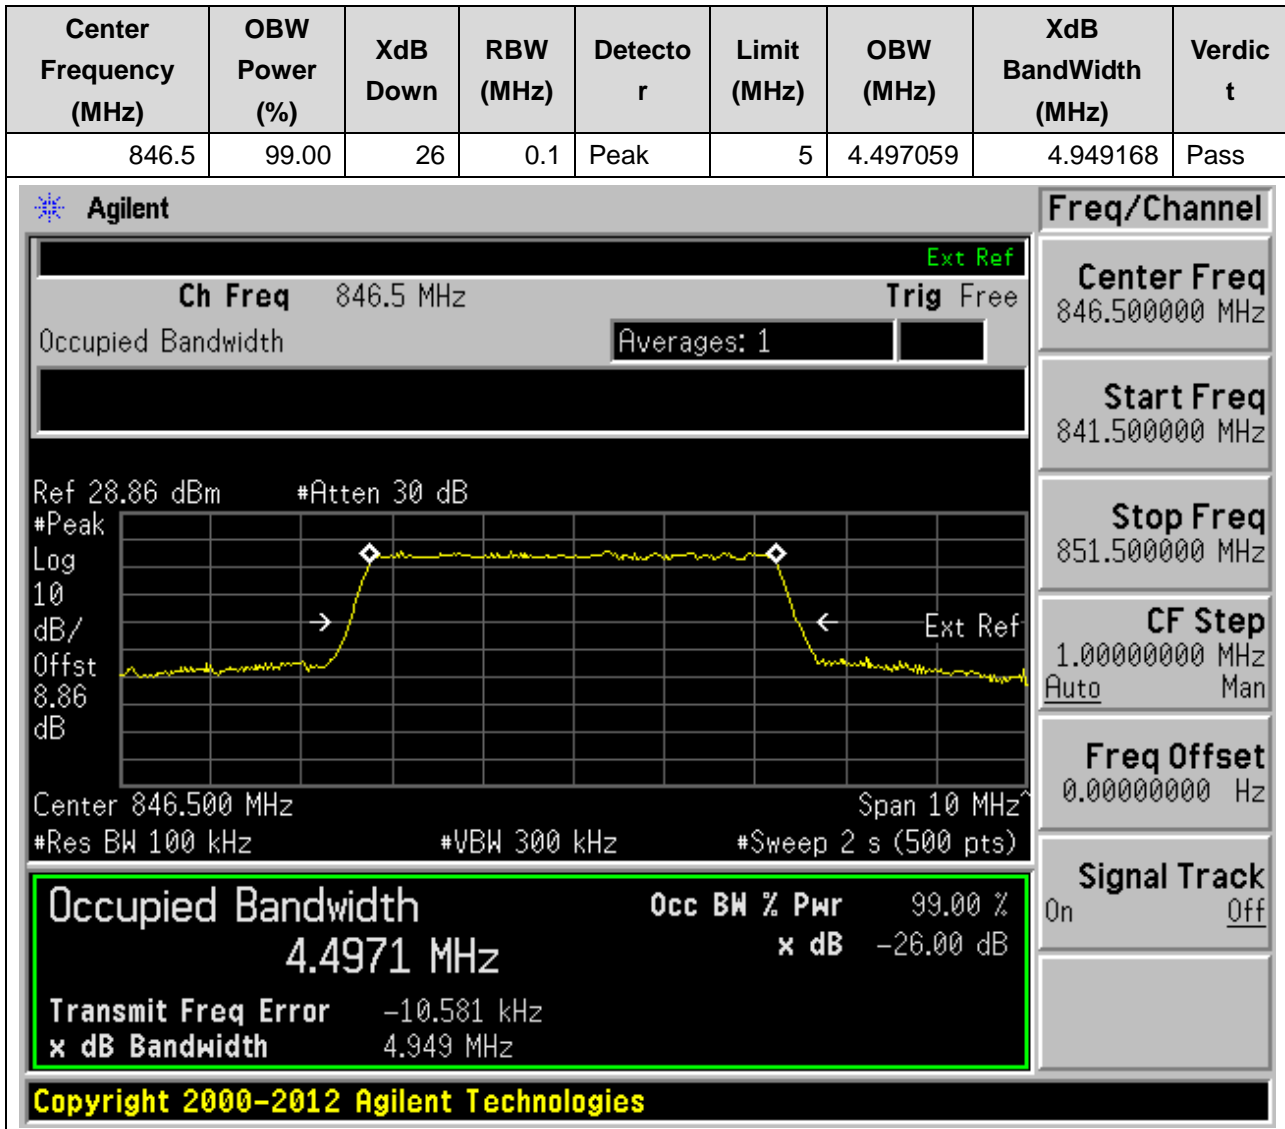 Center Frequency (MHz) OBW Power (%) XdB Down RBW (MHz) Detecto r Limit (MHz) OBW (MHz) XdB BandWidth (MHz) Verdic t
846.5 99.00 26 0.1 Peak 5 4.497059 4.949168 Pass
Agilent
Freq/Channel
Ext Ref
Ch Freq 846.5 MHz Trig Free
Occupied Bandwidth Averages: 1
Center Freq
846.500000 MHz
Start Freq
841.500000 MHz
Stop Freq
851.500000 MHz
CF Step
1.00000000 MHz
Auto Man
Freq Offset
0.00000000 Hz
Signal Track
On Off
Ref 28.86 dBm #Atten 30 dB
#Peak
Log
10
dB/
Offst
8.86
dB
Ext Ref
Center 846.500 MHz Span 10 MHz^
#Res BW 100 kHz #VBW 300 kHz #Sweep 2 s (500 pts)
Occupied Bandwidth
4.4971 MHz
Occ BW % Pwr 99.00 %
x dB -26.00 dB
Transmit Freq Error -10.581 kHz
x dB Bandwidth 4.949 MHz
Copyright 2000-2012 Agilent Technologies